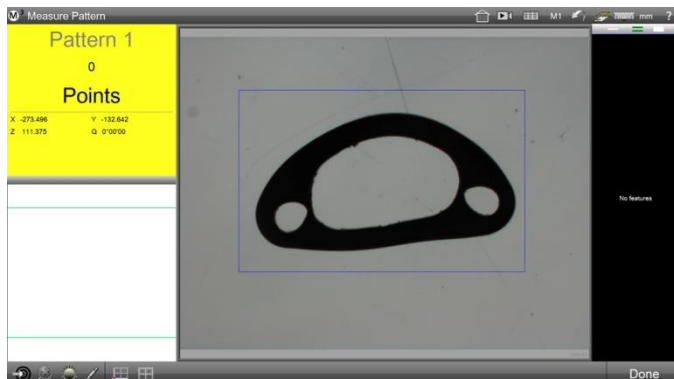 M³ Measure Pattern
M1
mm
?
Pattern 1
0
Points
X -273.496 Y -132.642
Z 111.375 Q 0°00'00
No features
Done